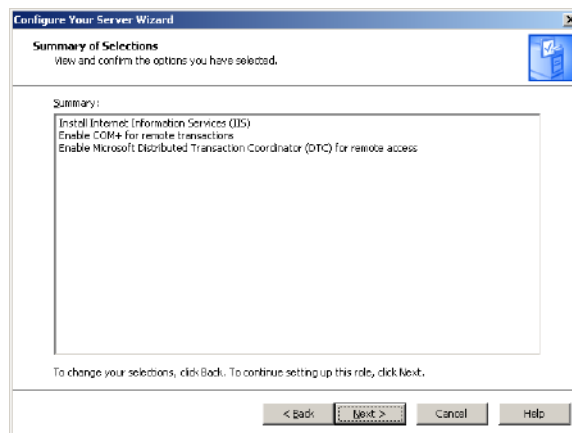 Configure Your Server Wizard
Summary of Selections
View and confirm the options you have selected.
Summary:
Install Internet Information Services (IIS)
Enable COM+ for remote transactions
Enable Microsoft Distributed Transaction Coordinator (DTC) for remote access
To change your selections, click Back. To continue setting up this role, click Next.
< Back Next > Cancel Help